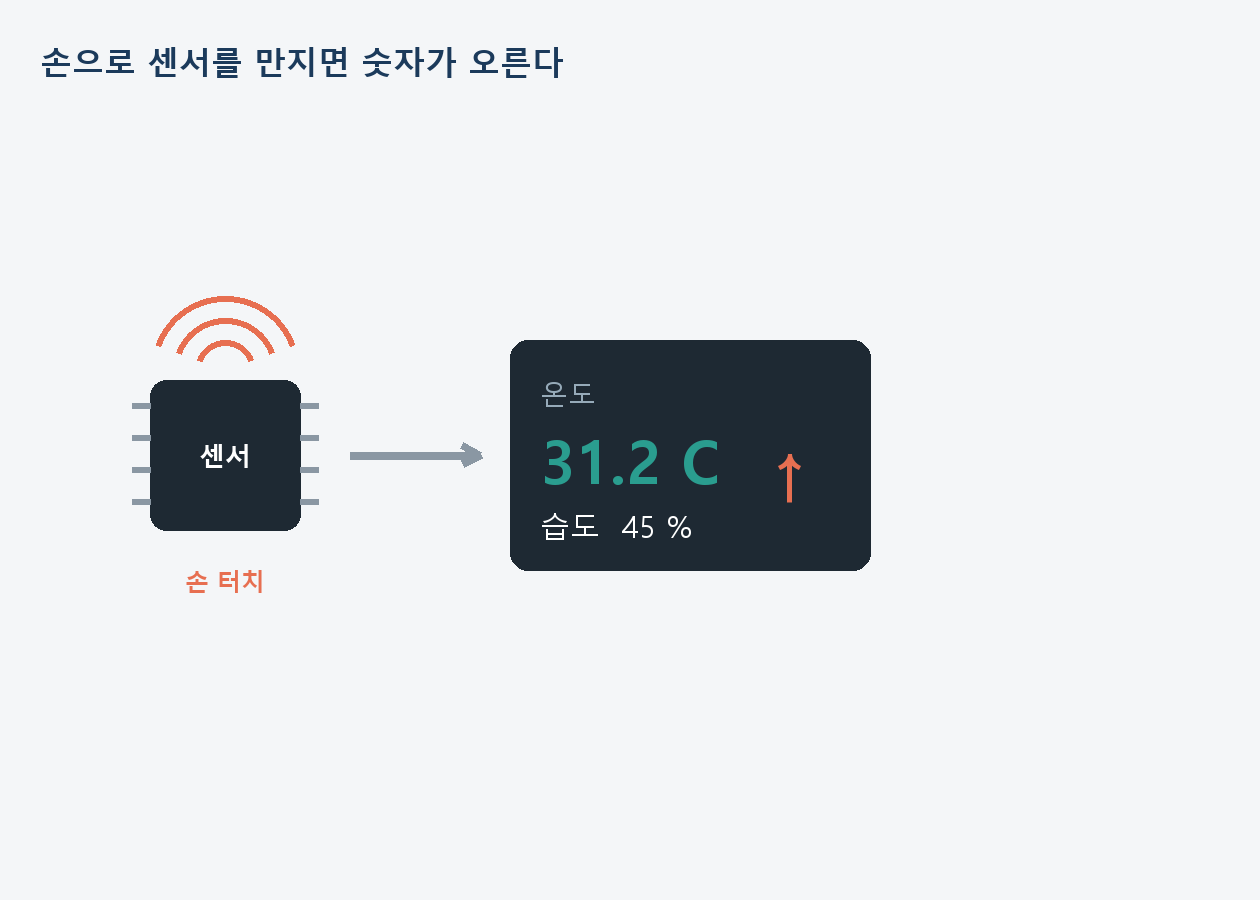 손으로 센서를 만지면 숫자가 오른다
센서
손 터치
온도
31.2 C
↑
습도 45 %